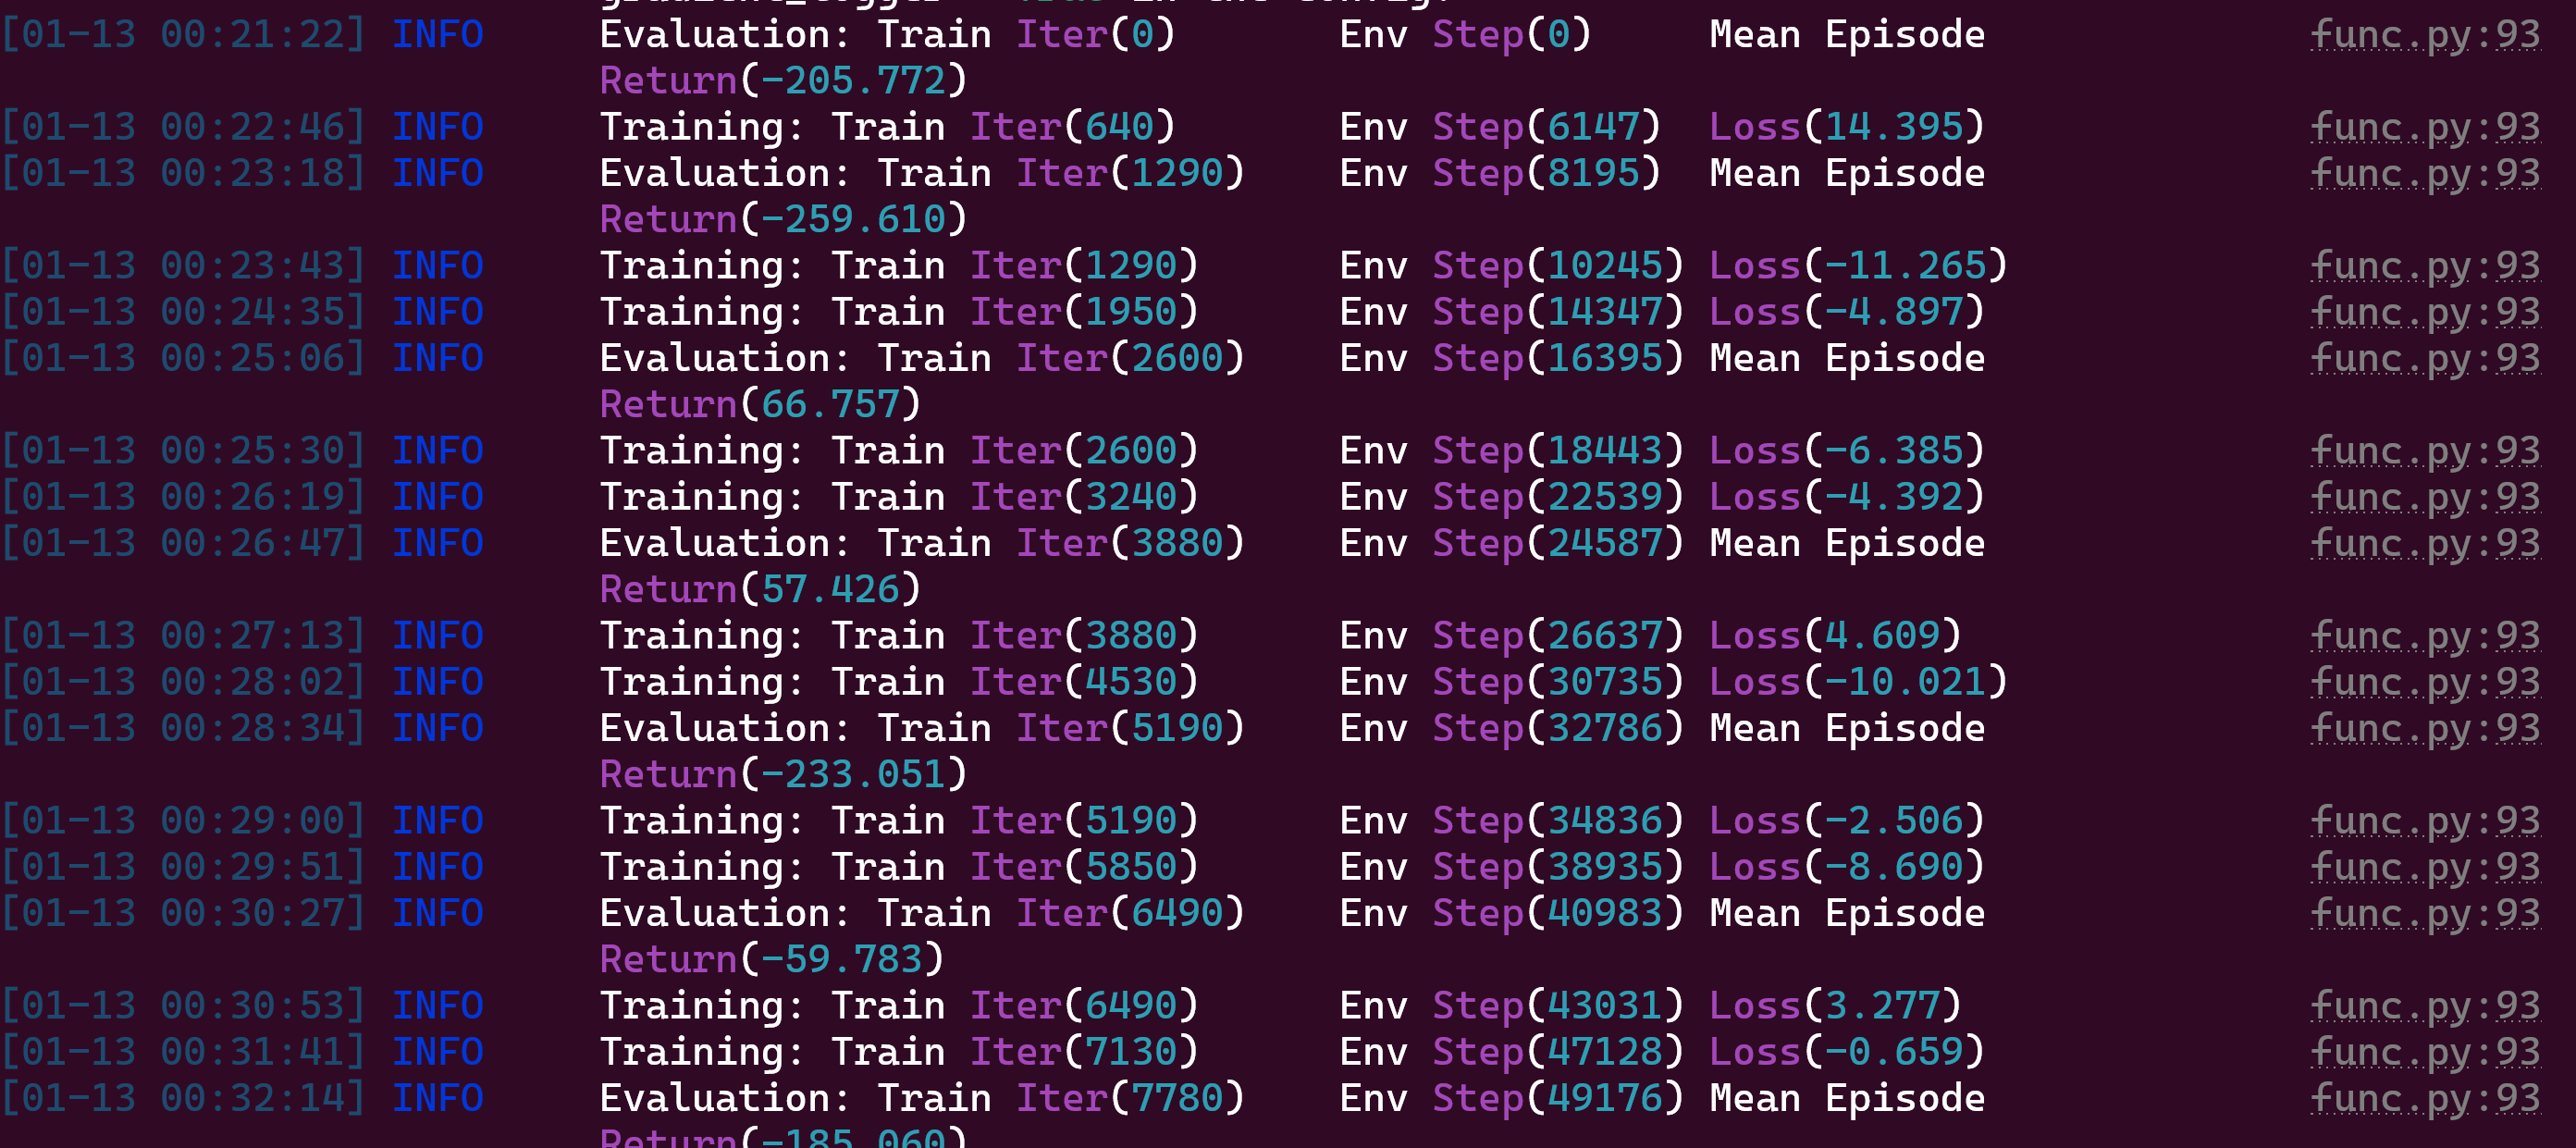 [01-13 00:21:22] INFO Evaluation: Train Iter(0) Env Step(0) Mean Episode func.py:93
Return(-205.772)
[01-13 00:22:46] INFO Training: Train Iter(640) Env Step(6147) Loss(14.395) func.py:93
[01-13 00:23:18] INFO Evaluation: Train Iter(1290) Env Step(8195) Mean Episode func.py:93
Return(-259.610)
[01-13 00:23:43] INFO Training: Train Iter(1290) Env Step(10245) Loss(-11.265) func.py:93
[01-13 00:24:35] INFO Training: Train Iter(1950) Env Step(14347) Loss(-4.897) func.py:93
[01-13 00:25:06] INFO Evaluation: Train Iter(2600) Env Step(16395) Mean Episode func.py:93
Return(66.757)
[01-13 00:25:30] INFO Training: Train Iter(2600) Env Step(18443) Loss(-6.385) func.py:93
[01-13 00:26:19] INFO Training: Train Iter(3240) Env Step(22539) Loss(-4.392) func.py:93
[01-13 00:26:47] INFO Evaluation: Train Iter(3880) Env Step(24587) Mean Episode func.py:93
Return(57.426)
[01-13 00:27:13] INFO Training: Train Iter(3880) Env Step(26637) Loss(4.609) func.py:93
[01-13 00:28:02] INFO Training: Train Iter(4530) Env Step(30735) Loss(-10.021) func.py:93
[01-13 00:28:34] INFO Evaluation: Train Iter(5190) Env Step(32786) Mean Episode func.py:93
Return(-233.051)
[01-13 00:29:00] INFO Training: Train Iter(5190) Env Step(34836) Loss(-2.506) func.py:93
[01-13 00:29:51] INFO Training: Train Iter(5850) Env Step(38935) Loss(-8.690) func.py:93
[01-13 00:30:27] INFO Evaluation: Train Iter(6490) Env Step(40983) Mean Episode func.py:93
Return(-59.783)
[01-13 00:30:53] INFO Training: Train Iter(6490) Env Step(43031) Loss(3.277) func.py:93
[01-13 00:31:41] INFO Training: Train Iter(7130) Env Step(47128) Loss(-0.659) func.py:93
[01-13 00:32:14] INFO Evaluation: Train Iter(7780) Env Step(49176) Mean Episode func.py:93
Return(-185.060)